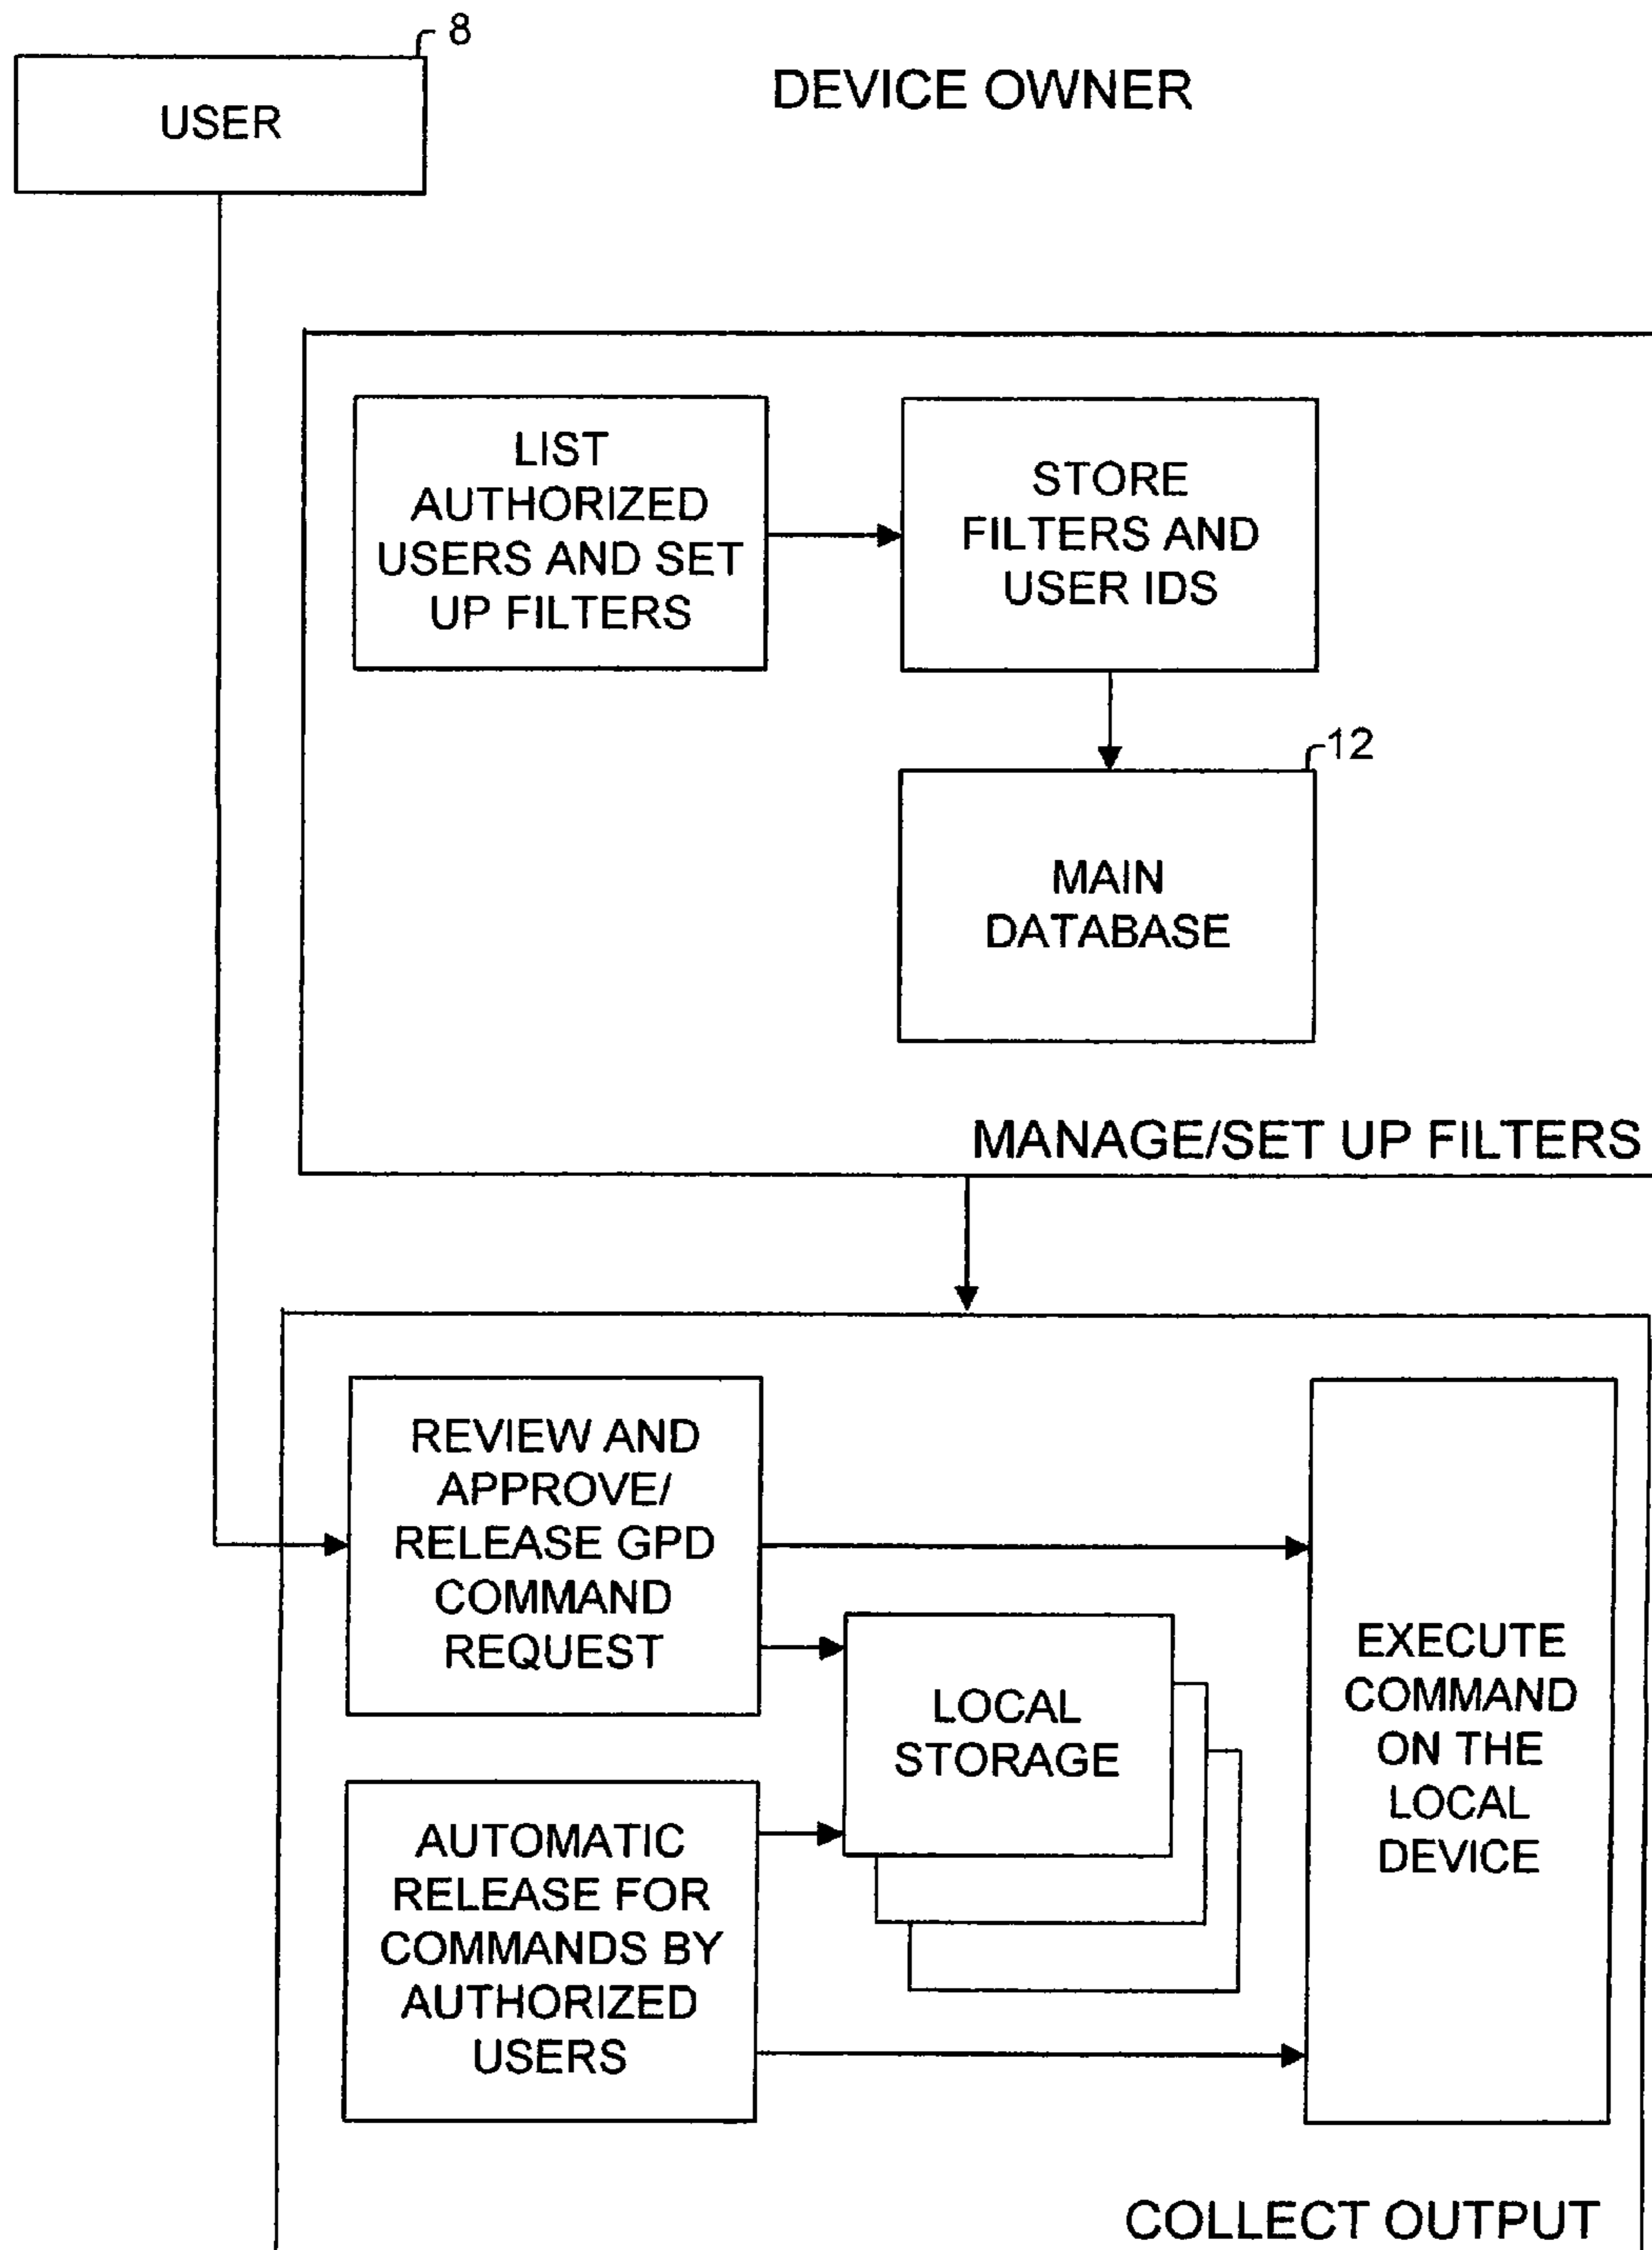 8
USER
DEVICE OWNER
LIST
AUTHORIZED
USERS AND SET
UP FILTERS
STORE
FILTERS AND
USER IDS
12
MAIN
DATABASE
MANAGE/SET UP FILTERS
REVIEW AND
APPROVE/
RELEASE GPD
COMMAND
REQUEST
LOCAL
STORAGE
EXECUTE
COMMAND
ON THE
LOCAL
DEVICE
AUTOMATIC
RELEASE FOR
COMMANDS BY
AUTHORIZED
USERS
COLLECT OUTPUT